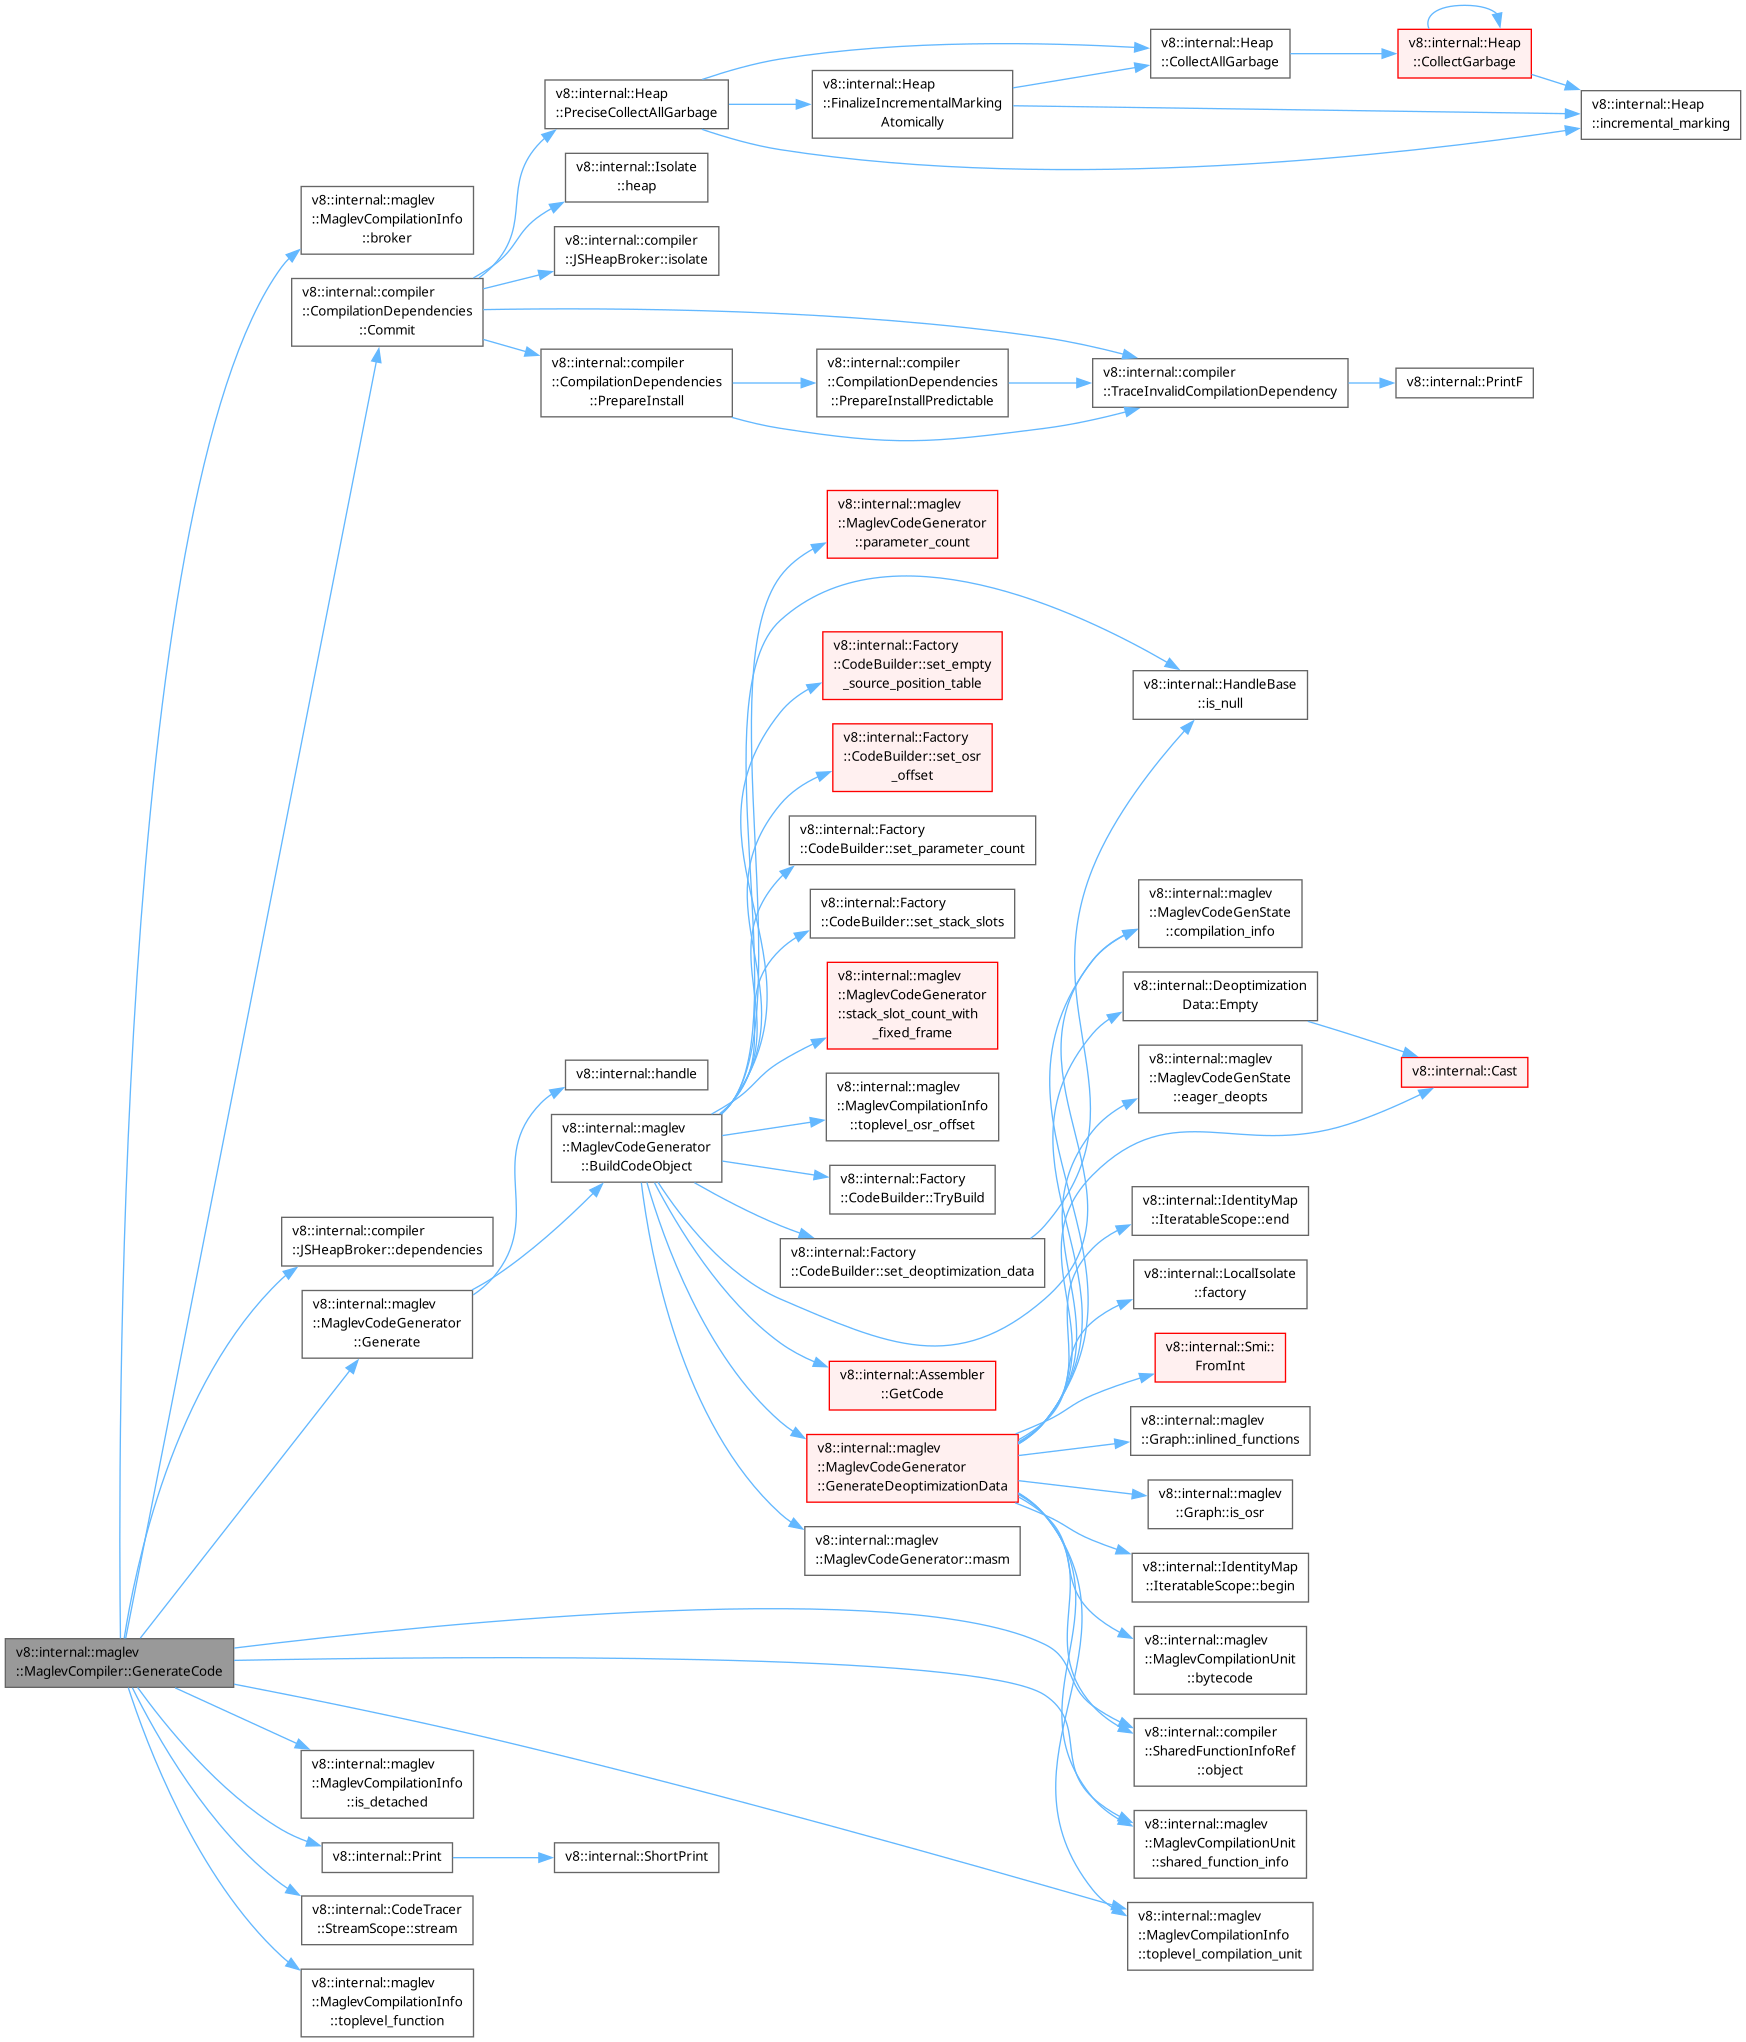 v8::internal::Heap
::CollectAllGarbage
v8::internal::Heap
::CollectGarbage
v8::internal::Heap
::PreciseCollectAllGarbage
v8::internal::Heap
::FinalizeIncrementalMarking
Atomically
v8::internal::Heap
::incremental_marking
v8::internal::Isolate
::heap
v8::internal::maglev
::MaglevCompilationInfo
::broker
v8::internal::compiler
::JSHeapBroker::isolate
v8::internal::compiler
::CompilationDependencies
::Commit
v8::internal::compiler
::CompilationDependencies
::PrepareInstall
v8::internal::compiler
::CompilationDependencies
::PrepareInstallPredictable
v8::internal::compiler
::TraceInvalidCompilationDependency
v8::internal::PrintF
v8::internal::maglev
::MaglevCodeGenerator
::parameter_count
v8::internal::Factory
::CodeBuilder::set_empty
_source_position_table
v8::internal::HandleBase
::is_null
v8::internal::Factory
::CodeBuilder::set_osr
_offset
v8::internal::Factory
::CodeBuilder::set_parameter_count
v8::internal::Factory
::CodeBuilder::set_stack_slots
v8::internal::maglev
::MaglevCodeGenState
::compilation_info
v8::internal::maglev
::MaglevCodeGenerator
::stack_slot_count_with
_fixed_frame
v8::internal::Deoptimization
Data::Empty
v8::internal::handle
v8::internal::maglev
::MaglevCodeGenState
::eager_deopts
v8::internal::Cast
v8::internal::maglev
::MaglevCodeGenerator
::BuildCodeObject
v8::internal::maglev
::MaglevCompilationInfo
::toplevel_osr_offset
v8::internal::Factory
::CodeBuilder::TryBuild
v8::internal::IdentityMap
::IteratableScope::end
v8::internal::compiler
::JSHeapBroker::dependencies
v8::internal::Factory
::CodeBuilder::set_deoptimization_data
v8::internal::LocalIsolate
::factory
v8::internal::maglev
::MaglevCodeGenerator
::Generate
v8::internal::Assembler
::GetCode
v8::internal::Smi::
FromInt
v8::internal::maglev
::MaglevCodeGenerator
::GenerateDeoptimizationData
v8::internal::maglev
::Graph::inlined_functions
v8::internal::maglev
::Graph::is_osr
v8::internal::maglev
::MaglevCodeGenerator::masm
v8::internal::IdentityMap
::IteratableScope::begin
v8::internal::maglev
::MaglevCompiler::GenerateCode
v8::internal::maglev
::MaglevCompilationUnit
::bytecode
v8::internal::compiler
::SharedFunctionInfoRef
::object
v8::internal::maglev
::MaglevCompilationInfo
::is_detached
v8::internal::maglev
::MaglevCompilationUnit
::shared_function_info
v8::internal::Print
v8::internal::ShortPrint
v8::internal::CodeTracer
::StreamScope::stream
v8::internal::maglev
::MaglevCompilationInfo
::toplevel_compilation_unit
v8::internal::maglev
::MaglevCompilationInfo
::toplevel_function